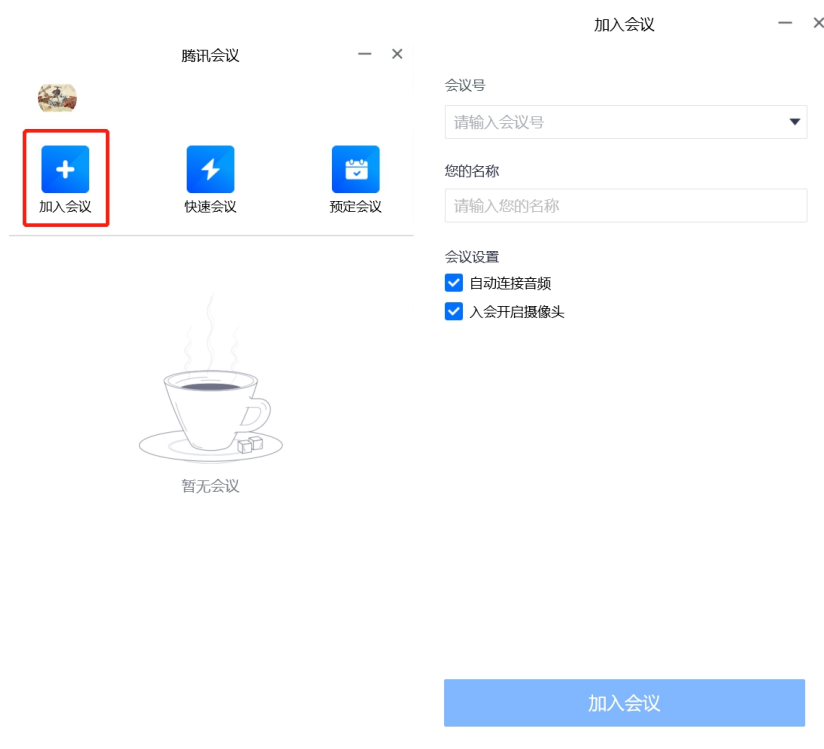 腾讯会议
加入会议
快速会议
预定会议
暂无会议
加入会议
会议号
请输入会议号
您的名称
请输入您的名称
会议设置
自动连接音频
入会开启摄像头
加入会议